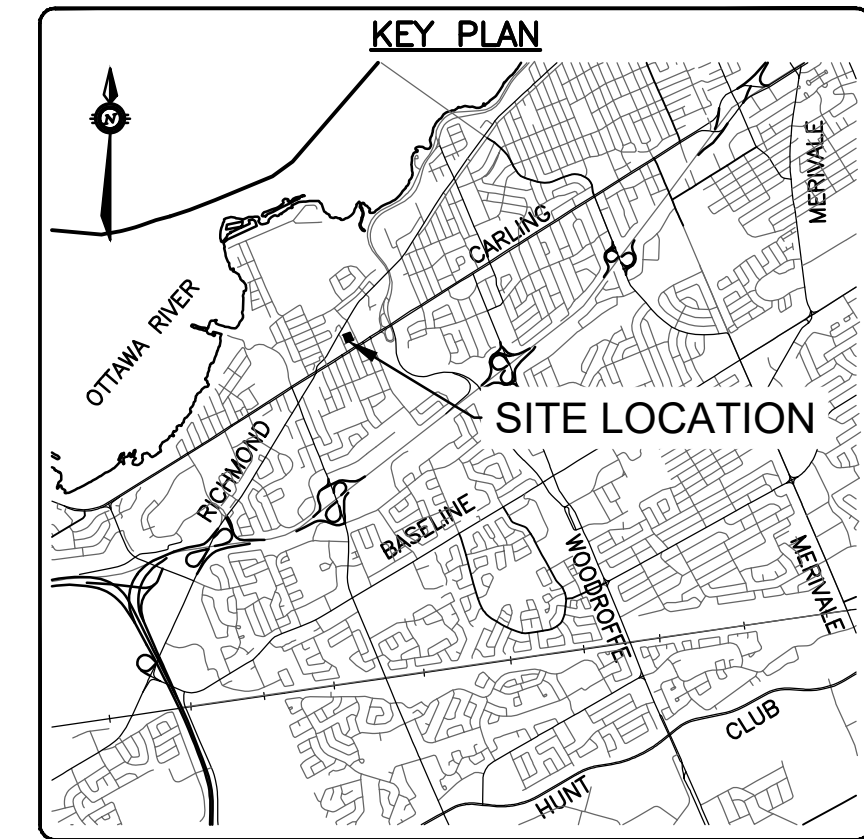 KEY PLAN
N
MERIVALE
CARLING
OTTAWA RIVER
SITE LOCATION
RICHMOND
BASELINE
WOODROFFE
MERIVALE
CLUB
HUNT